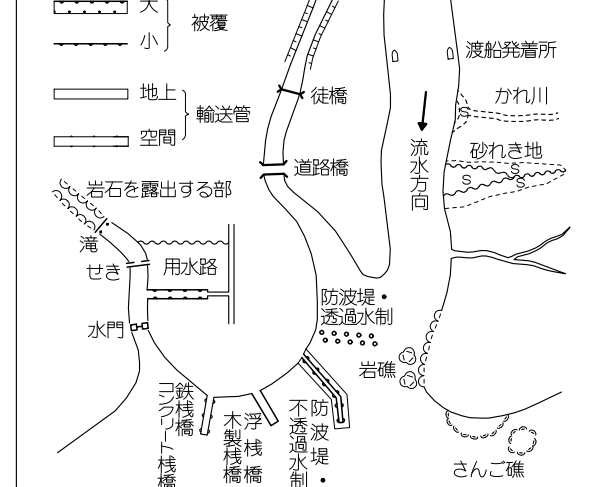 大
小
被覆
渡船発着所
地上
空間
輸送管
徒橋
かれ川
道路橋
流水方向
砂れき地
S
S
S
S
岩石を露出する部
滝
せき
用水路
水門
防波堤・
透過水制
岩礁
鉄桟橋
コンクリート桟橋
浮桟橋
木製桟橋
防波堤・
不透過水制
さんご礁